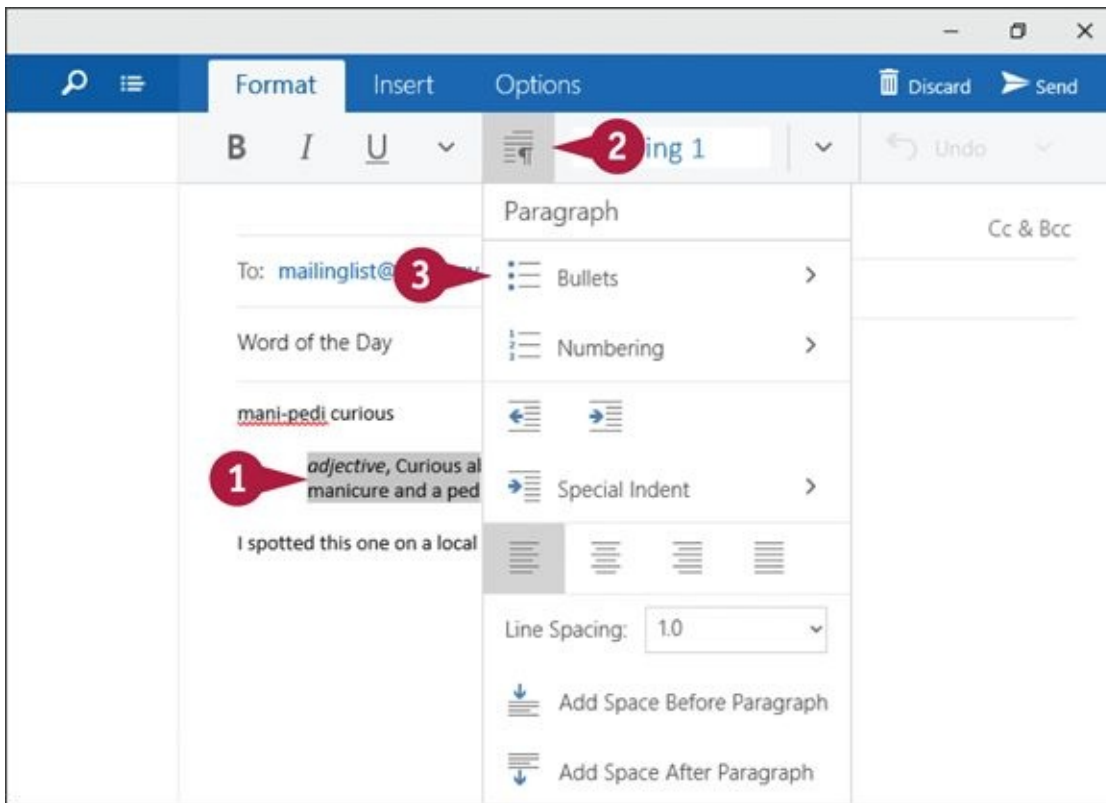 Format Insert Options Discard Send
B I U 2 ing 1 Undo
Paragraph
Cc & Bcc
To: mailinglist@
3 Bullets
Word of the Day
Numbering
mani-pedi curious
adjective, Curious
1 manicure and a
Special Indent
I spotted this one on a local
Line Spacing: 1.0
Add Space Before Paragraph
Add Space After Paragraph